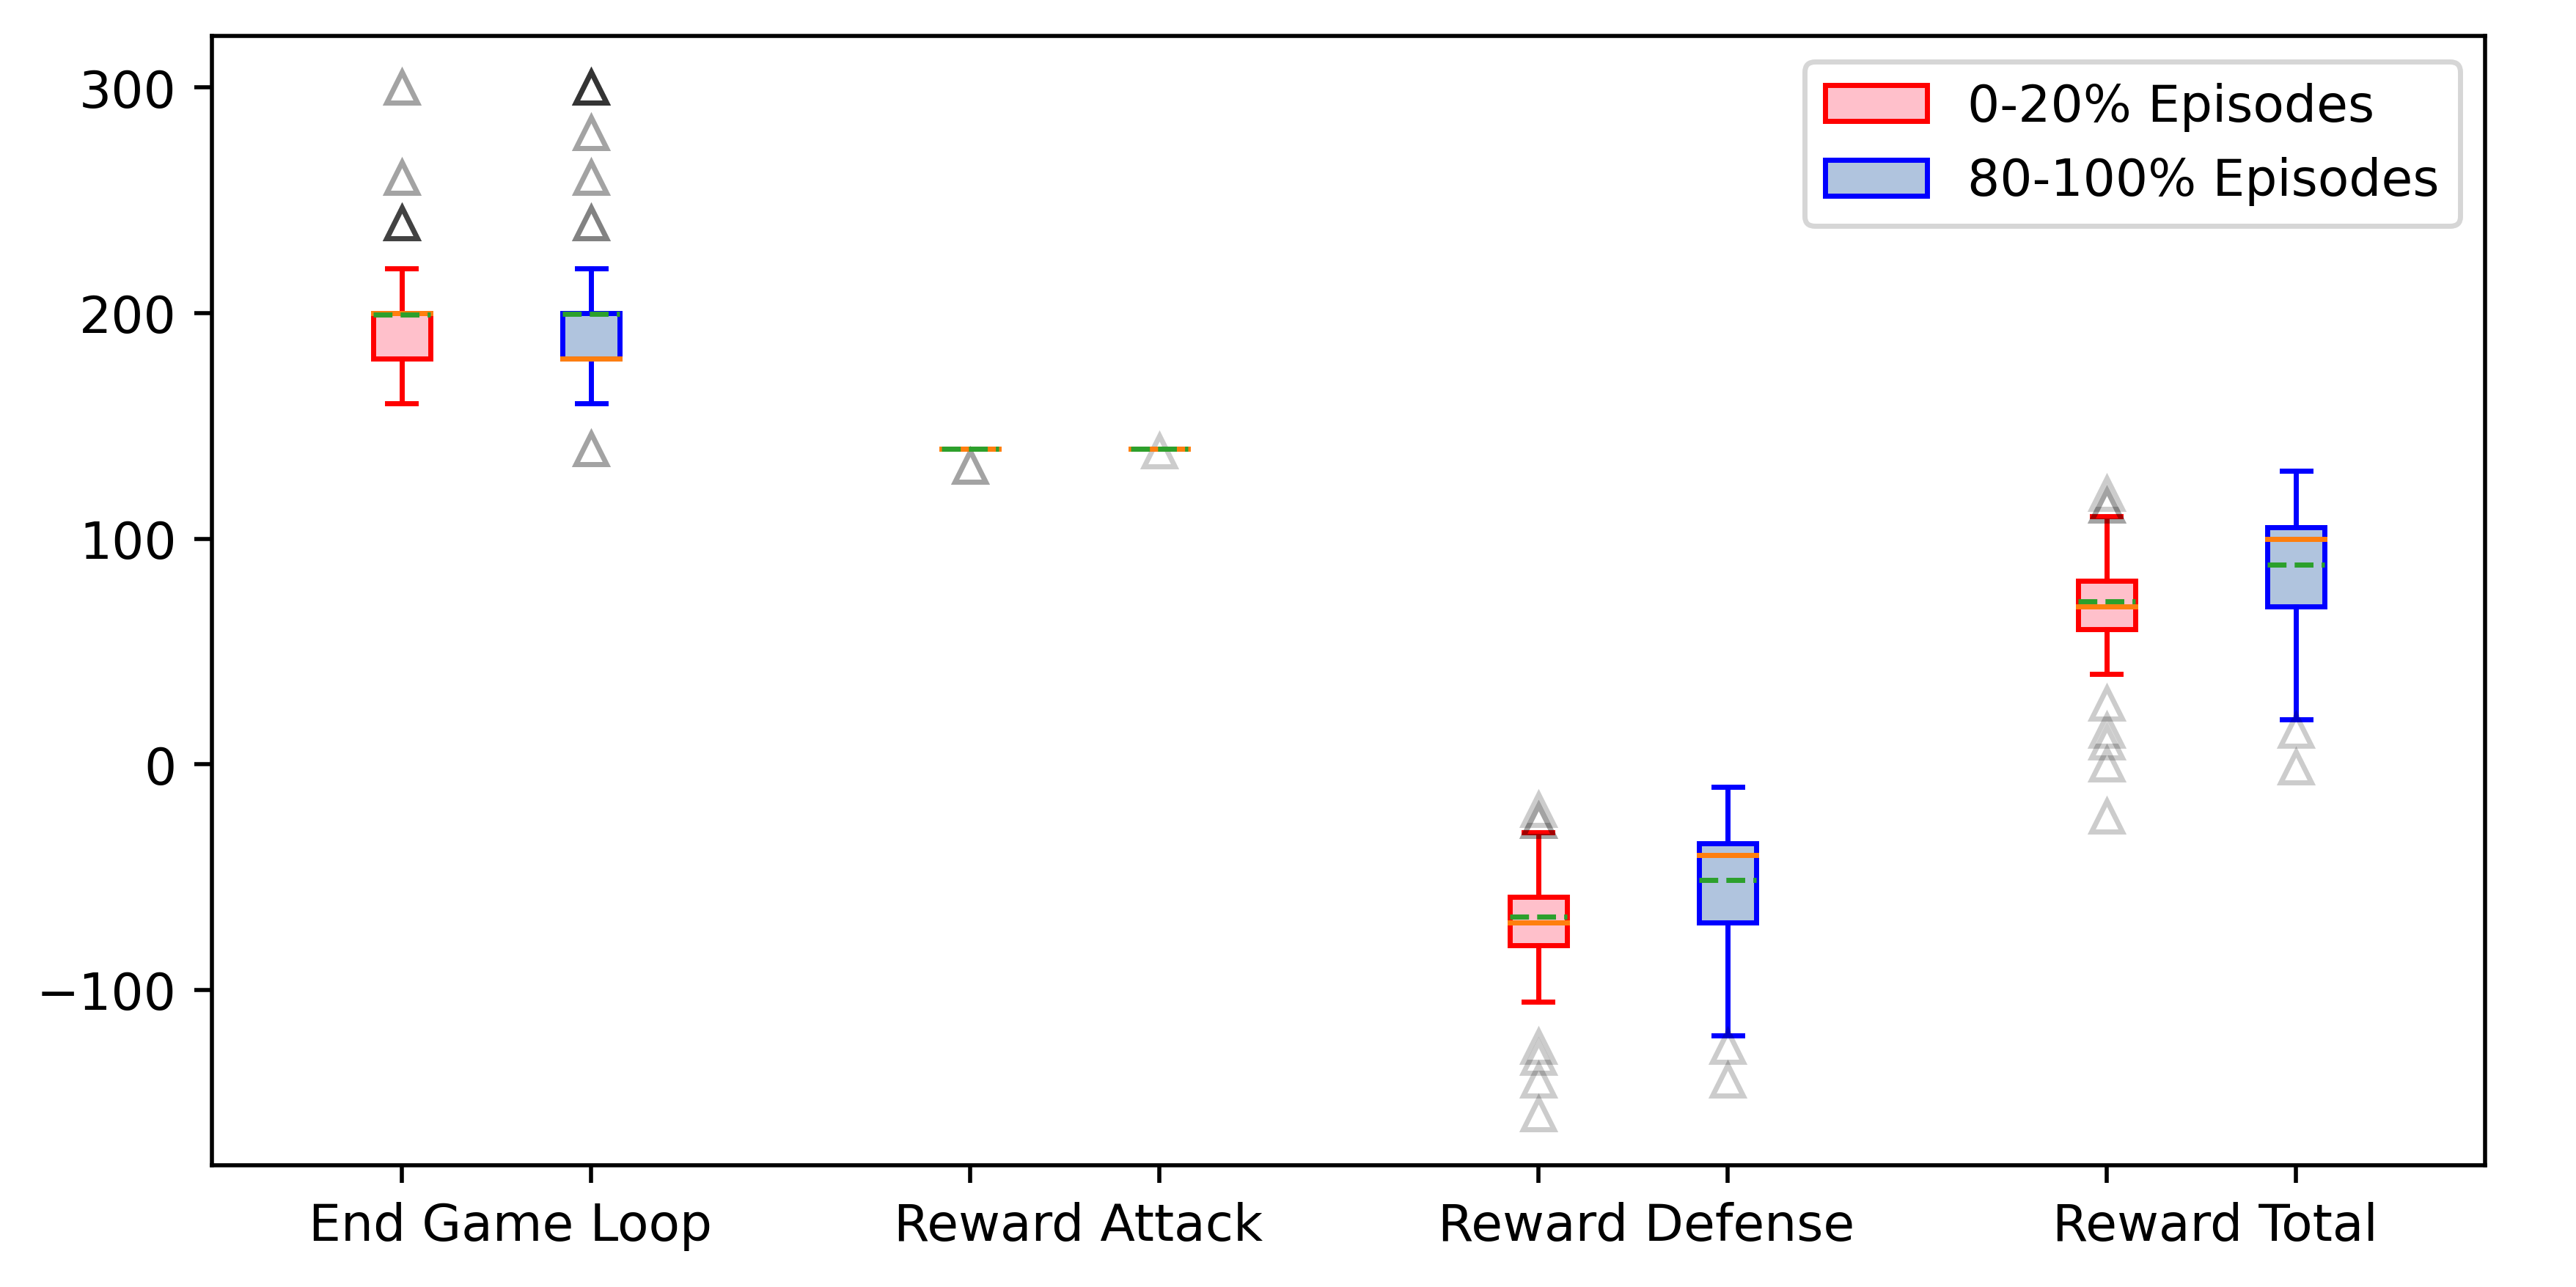 300
200
100
0
−100
0-20% Episodes
80-100% Episodes
End Game Loop
Reward Attack
Reward Defense
Reward Total